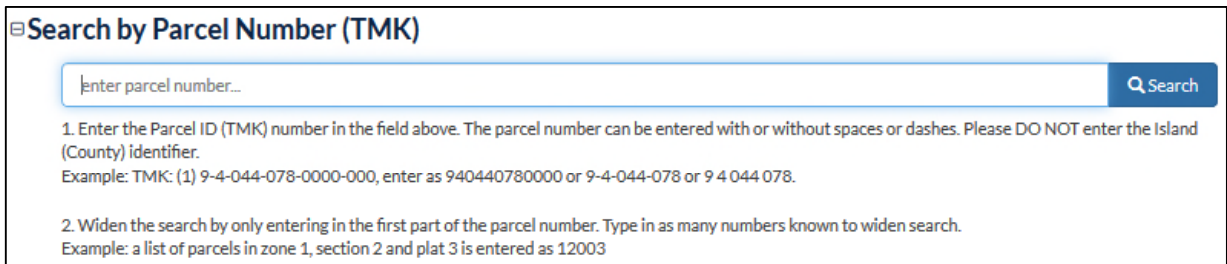 Search by Parcel Number (TMK)
enter parcel number...
Search
1. Enter the Parcel ID (TMK) number in the field above. The parcel number can be entered with or without spaces or dashes. Please DO NOT enter the Island
(County) identifier.
Example: TMK: (1) 9-4-044-078-0000-000, enter as 940440780000 or 9-4-044-078 or 9 4 044 078.
2. Widen the search by only entering in the first part of the parcel number. Type in as many numbers known to widen search.
Example: a list of parcels in zone 1, section 2 and plat 3 is entered as 12003